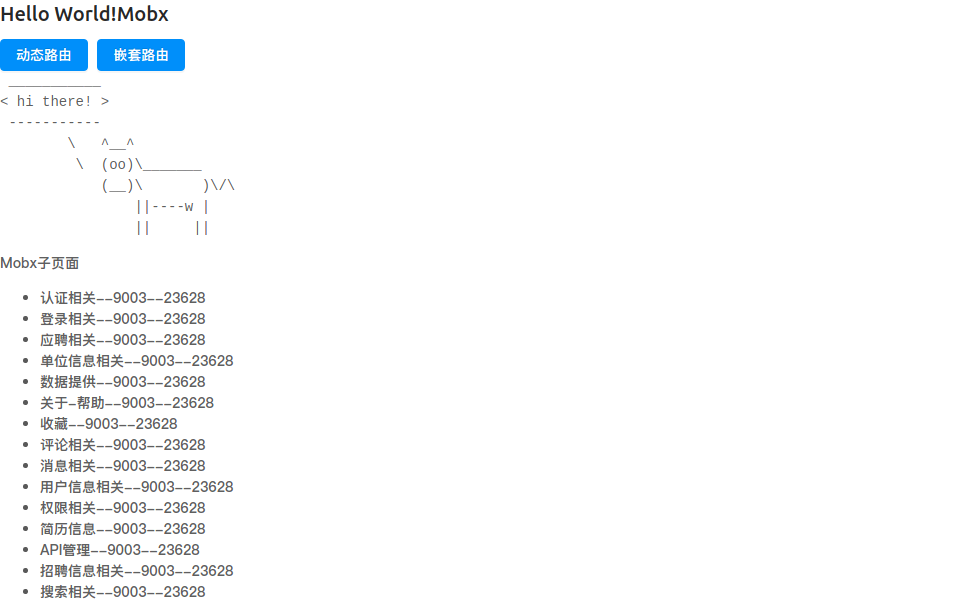 Hello World!Mobx
动态路由 嵌套路由
 ___________
< hi there! >
 -----------
        \   ^__^
         \  (oo)\_______
            (__)\       )\/\
                ||----w |
                ||     ||
Mobx子页面
认证相关--9003--23628
登录相关--9003--23628
应聘相关--9003--23628
单位信息相关--9003--23628
数据提供--9003--23628
关于-帮助--9003--23628
收藏--9003--23628
评论相关--9003--23628
消息相关--9003--23628
用户信息相关--9003--23628
权限相关--9003--23628
简历信息--9003--23628
API管理--9003--23628
招聘信息相关--9003--23628
搜索相关--9003--23628